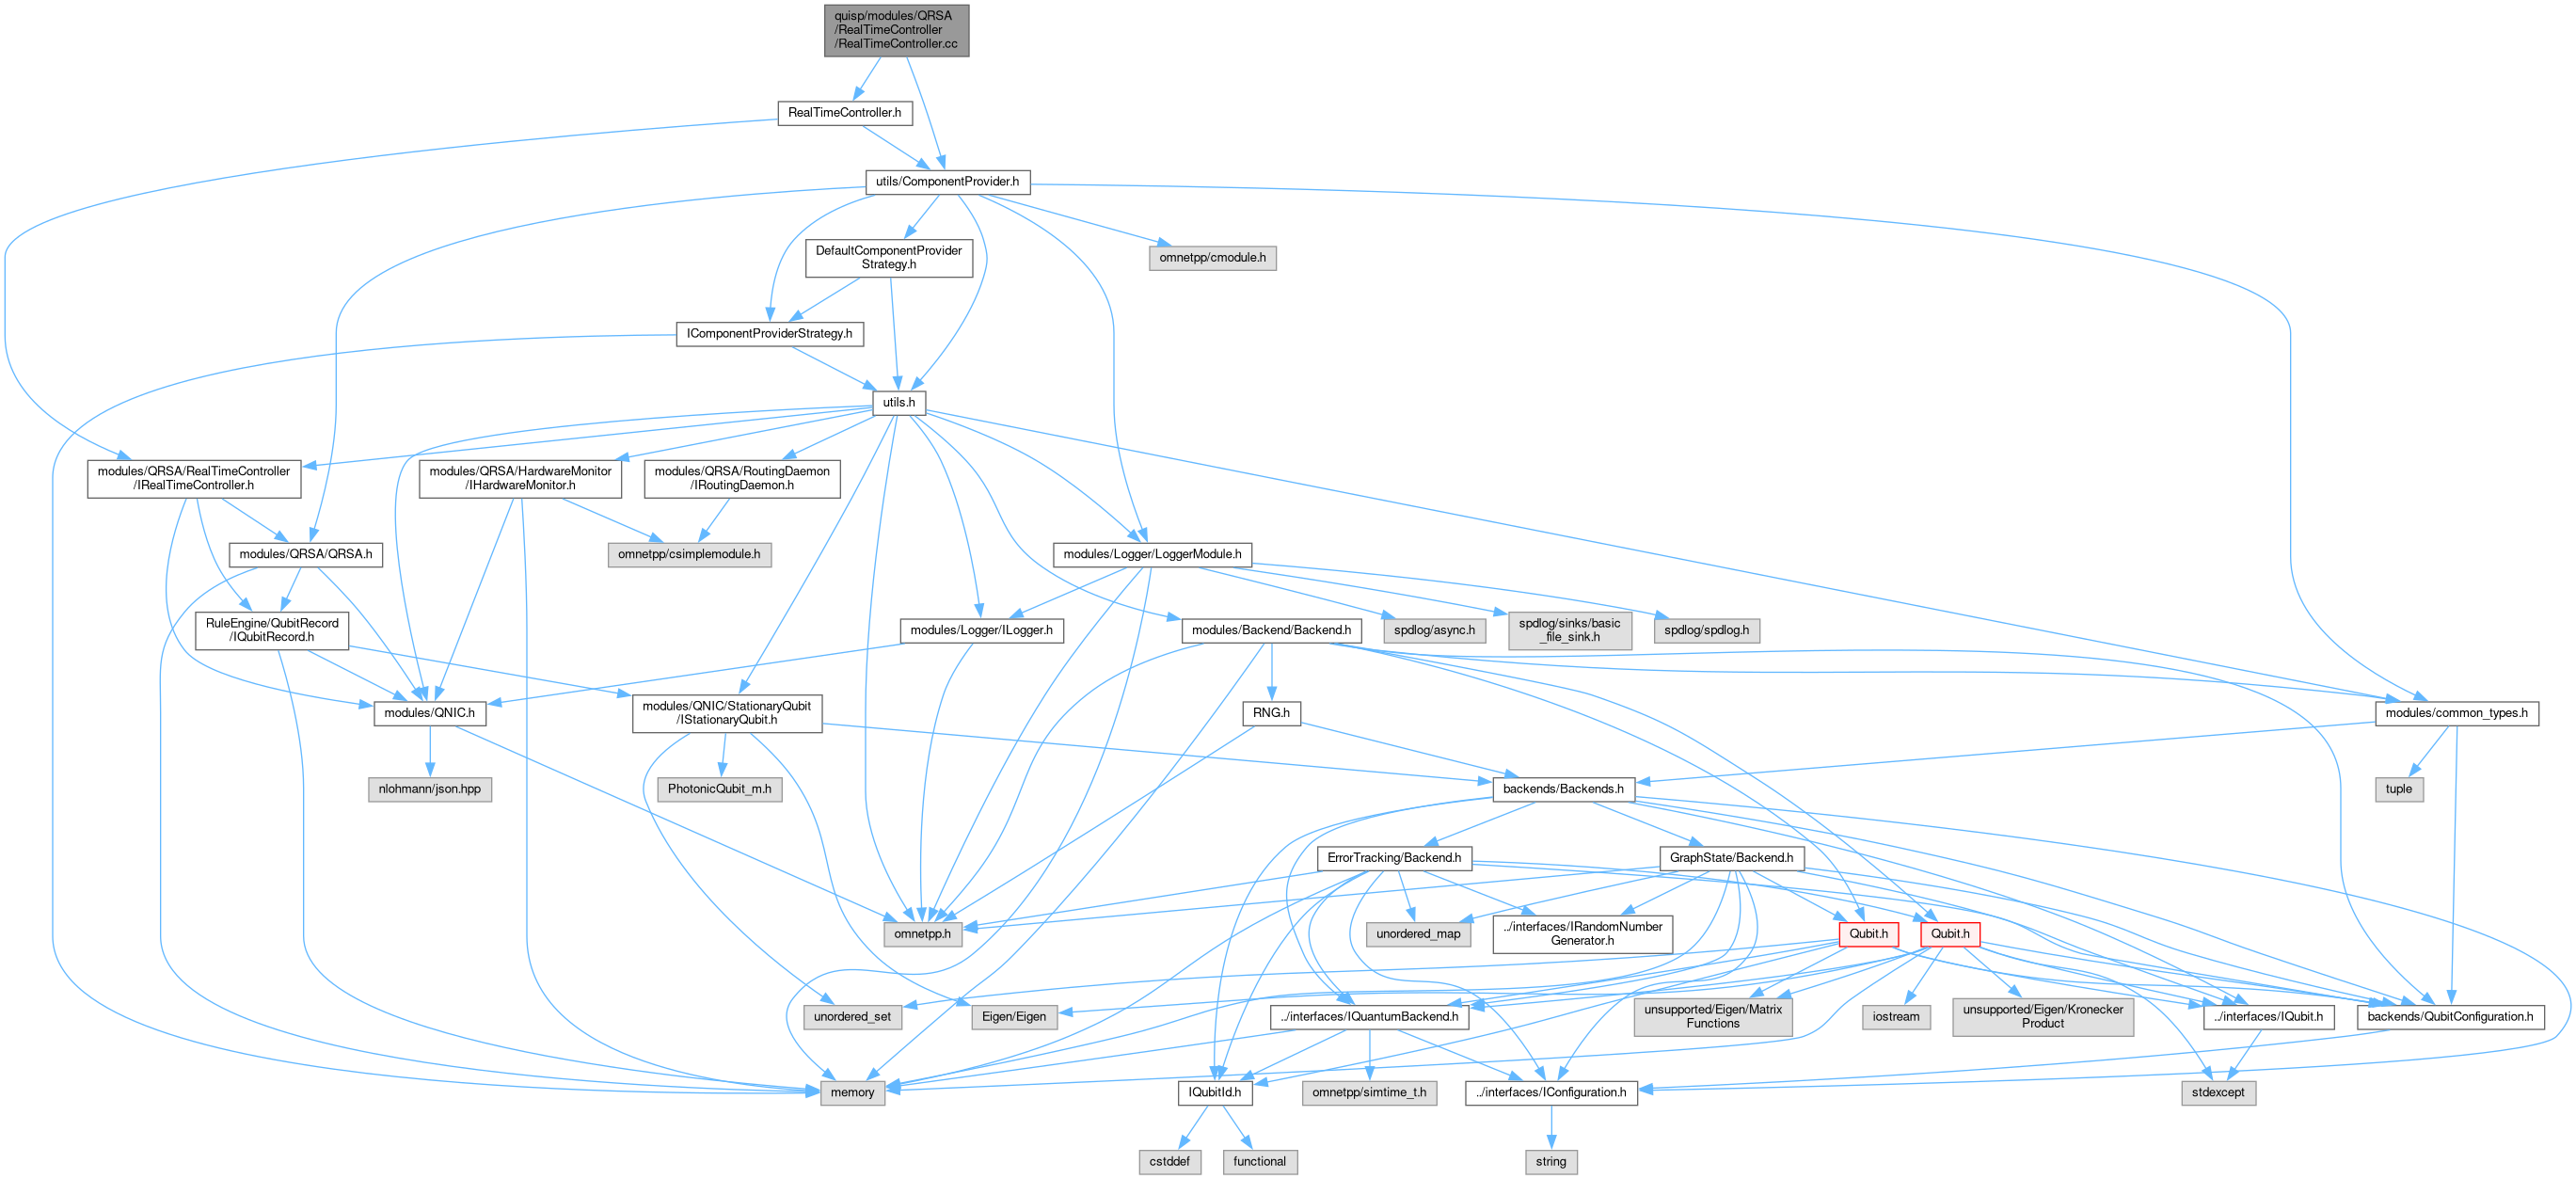 quisp/modules/QRSA
/RealTimeController
/RealTimeController.cc
RealTimeController.h
utils/ComponentProvider.h
DefaultComponentProvider
Strategy.h
omnetpp/cmodule.h
IComponentProviderStrategy.h
utils.h
modules/QRSA/RealTimeController
/IRealTimeController.h
modules/QRSA/HardwareMonitor
/IHardwareMonitor.h
modules/QRSA/RoutingDaemon
/IRoutingDaemon.h
modules/QRSA/QRSA.h
omnetpp/csimplemodule.h
modules/Logger/LoggerModule.h
RuleEngine/QubitRecord
/IQubitRecord.h
modules/Logger/ILogger.h
modules/Backend/Backend.h
spdlog/async.h
spdlog/sinks/basic
_file_sink.h
spdlog/spdlog.h
modules/QNIC.h
modules/QNIC/StationaryQubit
/IStationaryQubit.h
RNG.h
modules/common_types.h
nlohmann/json.hpp
PhotonicQubit_m.h
backends/Backends.h
tuple
ErrorTracking/Backend.h
GraphState/Backend.h
omnetpp.h
unordered_map
../interfaces/IRandomNumber
Generator.h
Qubit.h
Qubit.h
unordered_set
Eigen/Eigen
../interfaces/IQuantumBackend.h
unsupported/Eigen/Matrix
Functions
iostream
unsupported/Eigen/Kronecker
Product
../interfaces/IQubit.h
backends/QubitConfiguration.h
memory
IQubitId.h
omnetpp/simtime_t.h
../interfaces/IConfiguration.h
stdexcept
cstddef
functional
string